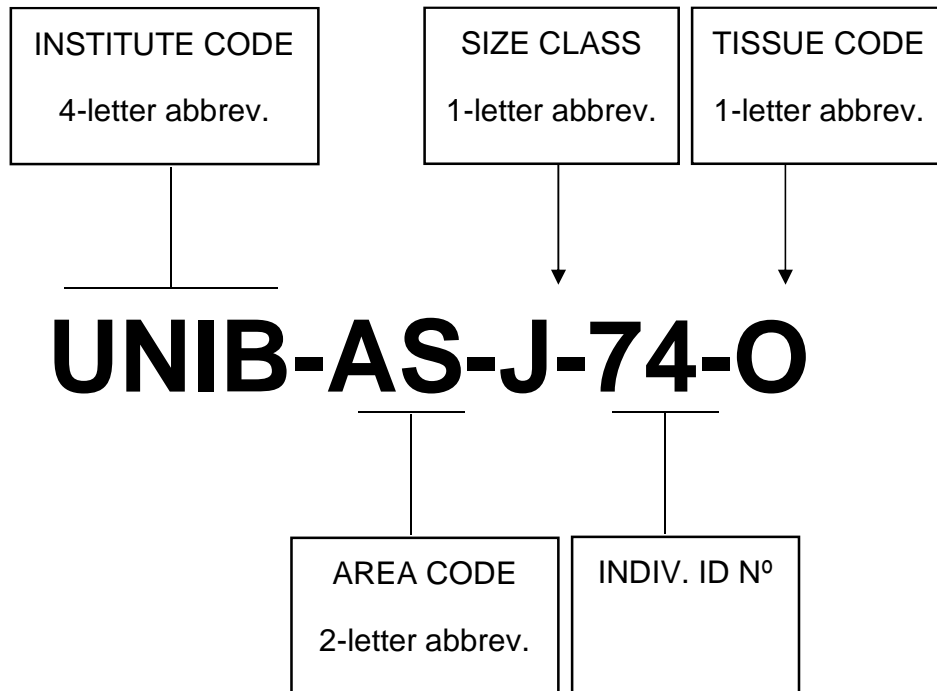 INSTITUTE CODE
4-letter abbrev.
SIZE CLASS
1-letter abbrev.
TISSUE CODE
1-letter abbrev.
UNIB-AS-J-74-O
AREA CODE
2-letter abbrev.
INDIV. ID Nº